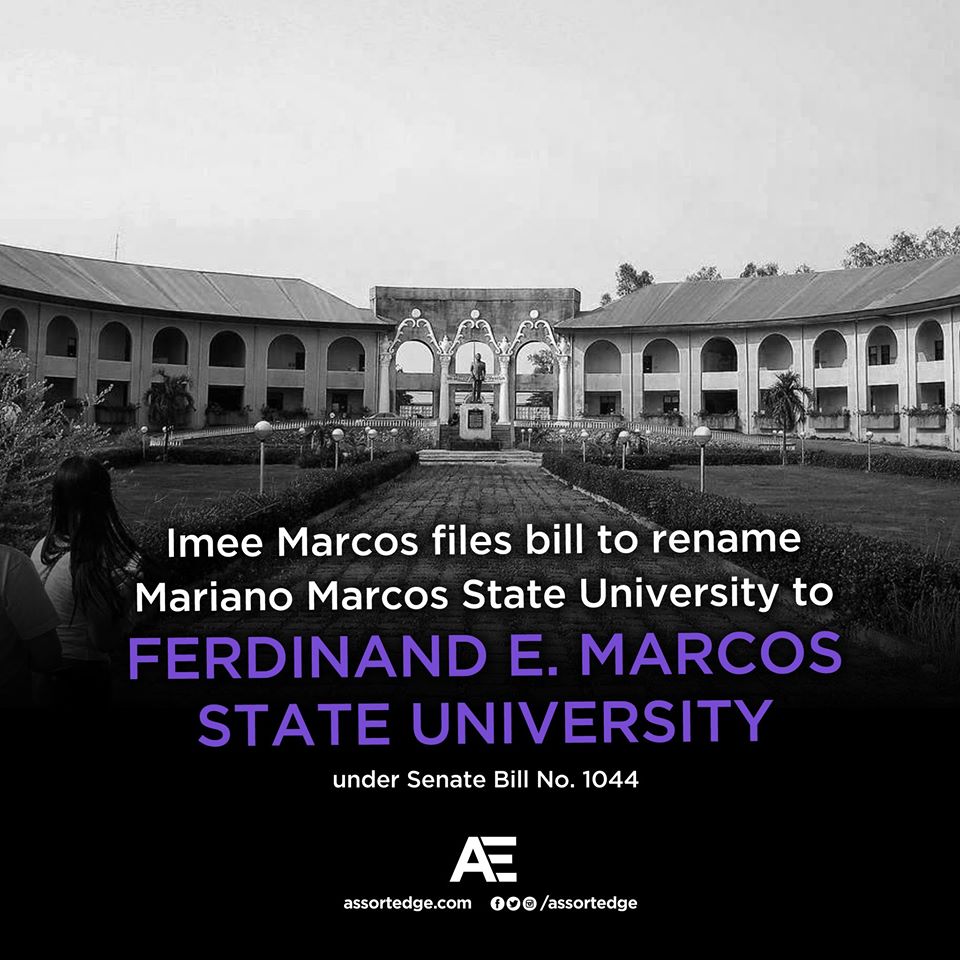 Imee Marcos files bill to rename
Mariano Marcos State University to
FERDINAND E. MARCOS
STATE UNIVERSITY
under Senate Bill No. 1044
AE
assortedge.com /assortedge